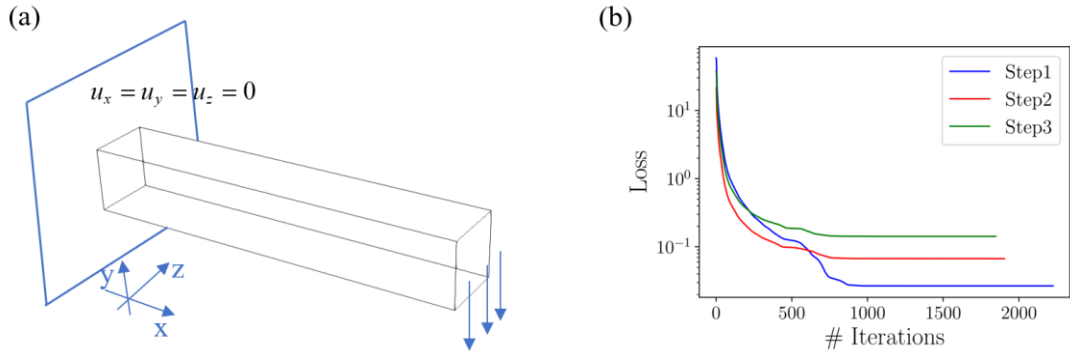 (a)
u_x = u_y = u_z = 0
y
z
x
(b)
Step1
Step2
Step3
Loss
10^1
10^0
10^{-1}
0 500 1000 1500 2000
# Iterations